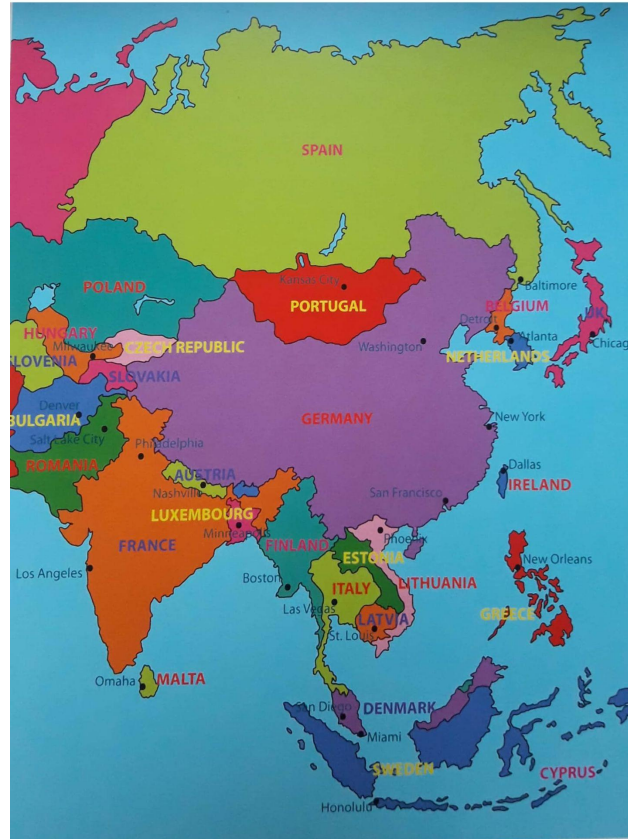 SPAIN
Kansas City
POLAND
Baltimore
PORTUGAL
BELGIUM
UK
Detroit
HUNGARY
Milwaukee
CZECH REPUBLIC
Washington
Atlanta
Chicag
SLOVENIA
NETHERLANDS
SLOVAKIA
Denver
BULGARIA
GERMANY
New York
Salt Lake City
Philadelphia
ROMANIA
AUSTRIA
Dallas
Nashville
San Francisco
IRELAND
LUXEMBOURG
Minneapolis
FRANCE
FINLAND
Phoenix
ESTONIA
New Orleans
Los Angeles
Boston
ITALY
LITHUANIA
Las Vegas
LATVIA
GREECE
St. Louis
Omaha
MALTA
San Diego
DENMARK
Miami
SWEDEN
CYPRUS
Honolulu